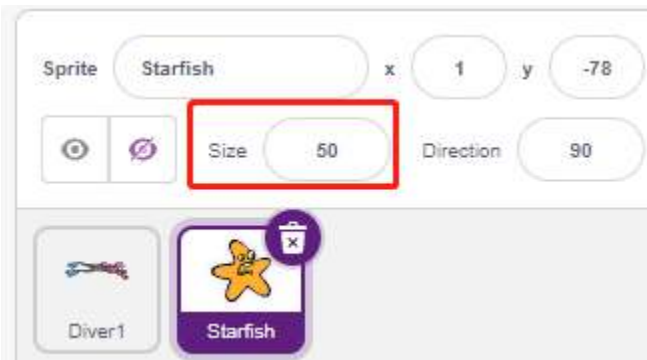 Sprite Starfish x 1 y -78
Size 50 Direction 90
Diver1 Starfish